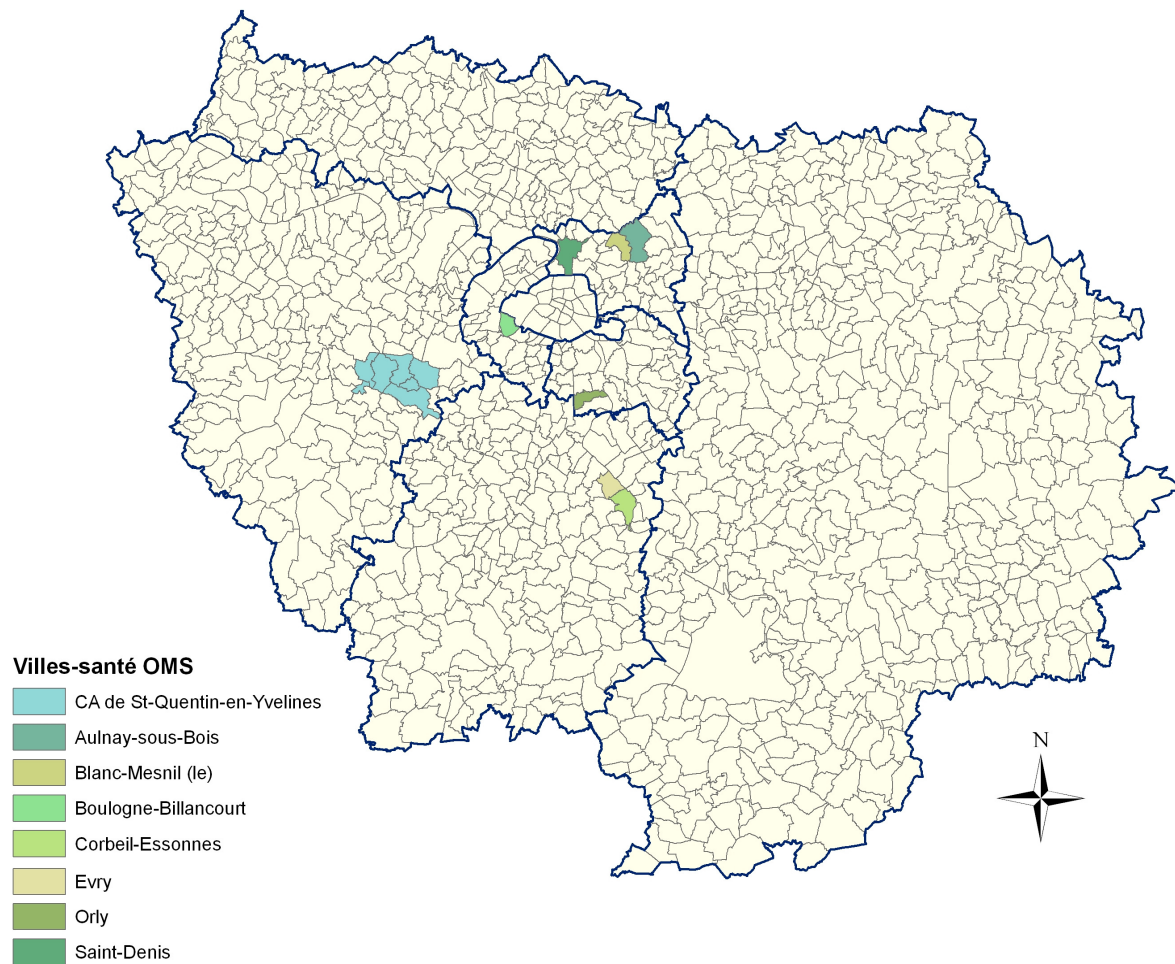 Villes-santé OMS
CA de St-Quentin-en-Yvelines
Aulnay-sous-Bois
Blanc-Mesnil (le)
Boulogne-Billancourt
Corbeil-Essonnes
Evry
Orly
Saint-Denis
N